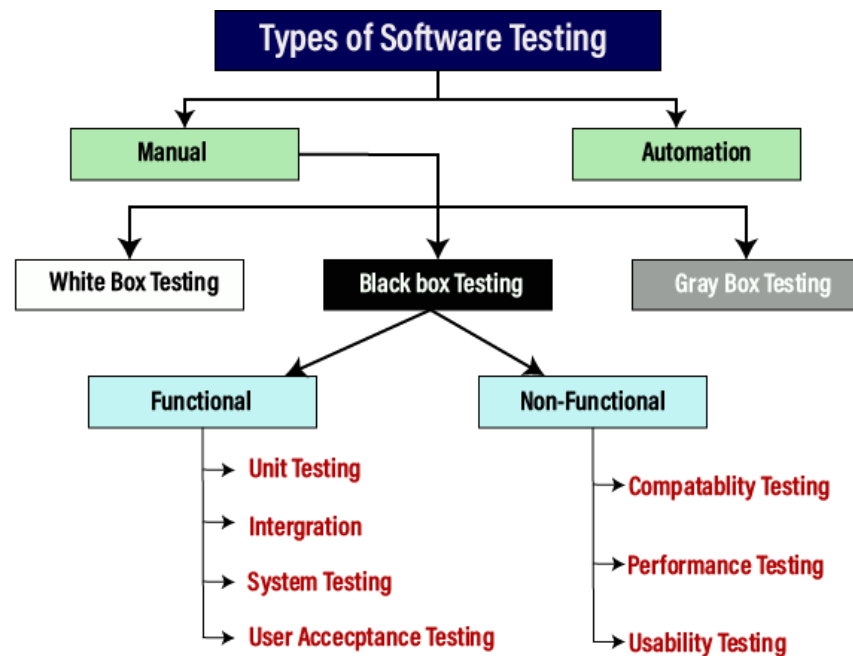 Types of Software Testing
Manual
Automation
White Box Testing
Black box Testing
Gray Box Testing
Functional
Non-Functional
Unit Testing
Intergration
System Testing
User Accecptance Testing
Compatablity Testing
Performance Testing
Usability Testing